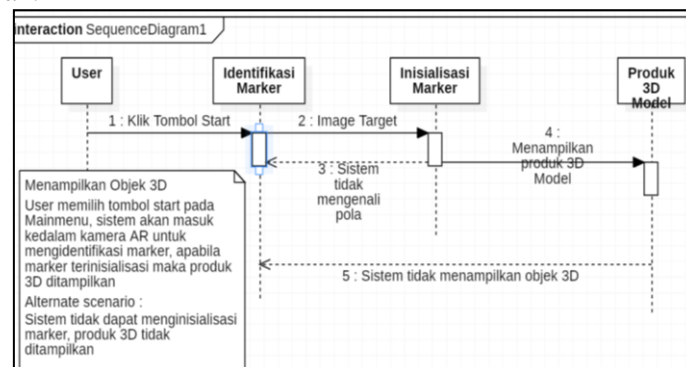 interaction SequenceDiagram1
User
Identifikasi
Marker
Inisialisasi
Marker
Produk
3D
Model
1 : Klik Tombol Start
2 : Image Target
3 : Sistem
tidak
mengenali
pola
4 :
Menampilkan
produk 3D
Model
5 : Sistem tidak menampilkan objek 3D
Menampilkan Objek 3D
User memilih tombol start pada
Mainmenu, sistem akan masuk
kedalam kamera AR untuk
mengidentifikasi marker, apabila
marker terinisialisasi maka produk
3D ditampilkan
Alternate scenario :
Sistem tidak dapat menginisialisasi
marker, produk 3D tidak
ditampilkan